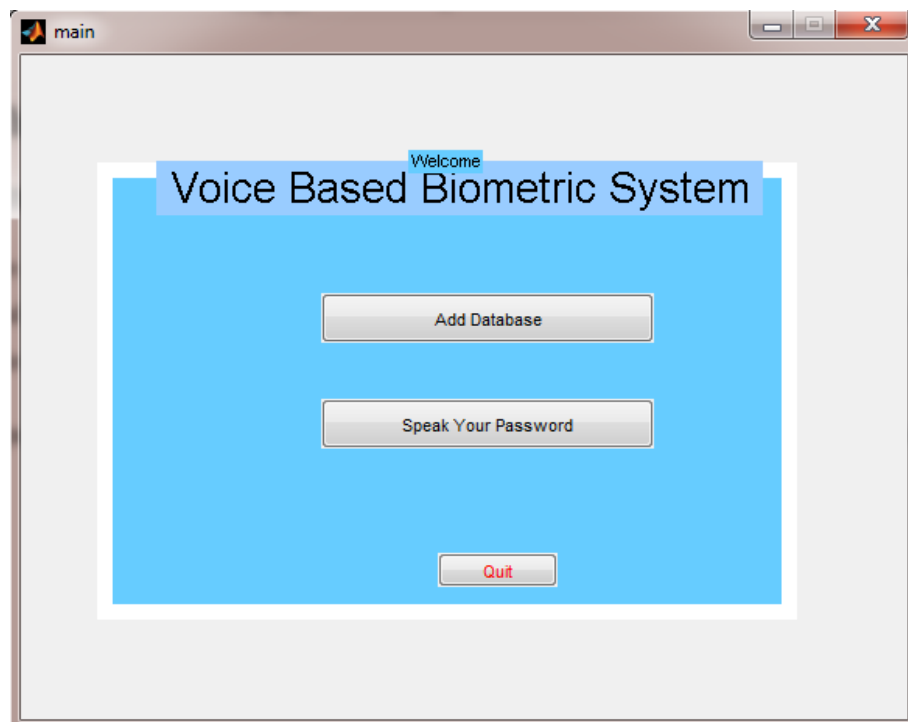 main
Welcome
Voice Based Biometric System
Add Database
Speak Your Password
Quit